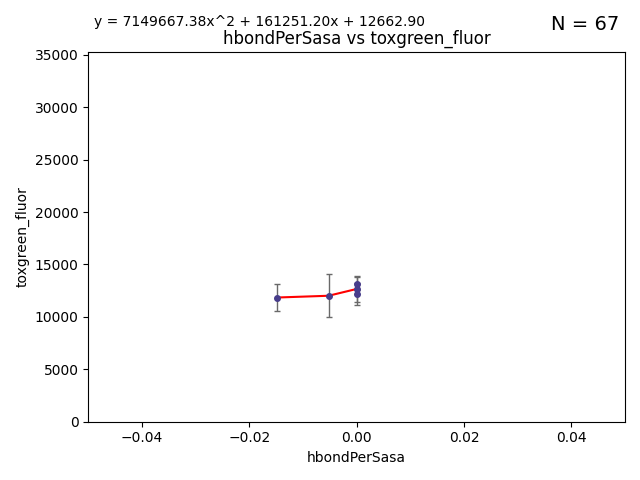 y = 7149667.38x^2 + 161251.20x + 12662.90
N = 67
hbondPerSasa vs toxgreen_fluor
35000
30000
25000
20000
15000
10000
5000
0
toxgreen_fluor
−0.04 −0.02 0.00 0.02 0.04
hbondPerSasa